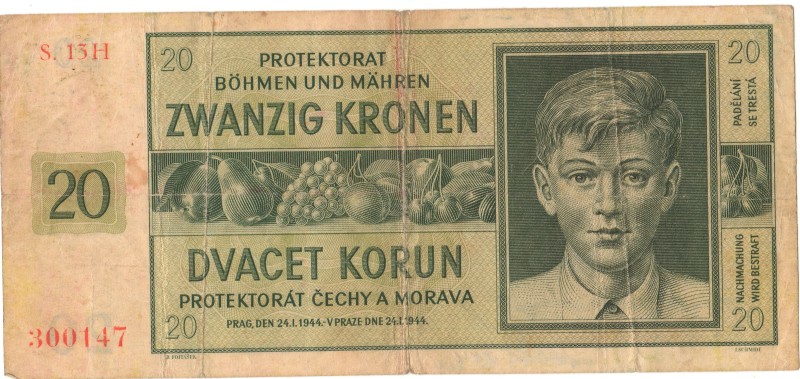 S. 13H
20
PROTEKTORAT
BÖHMEN UND MÄHREN
ZWANZIG KRONEN
20
20
DVACET KORUN
PROTEKTORÁT ČECHY A MORAVA
PRAG, DEN 24.I.1944.-V PRAZE DNE 24.I.1944.
300147
20
20
PADĚLÁNÍ
SE TRESTÁ
NACHMACHUNG
WIRD BESTRAFT